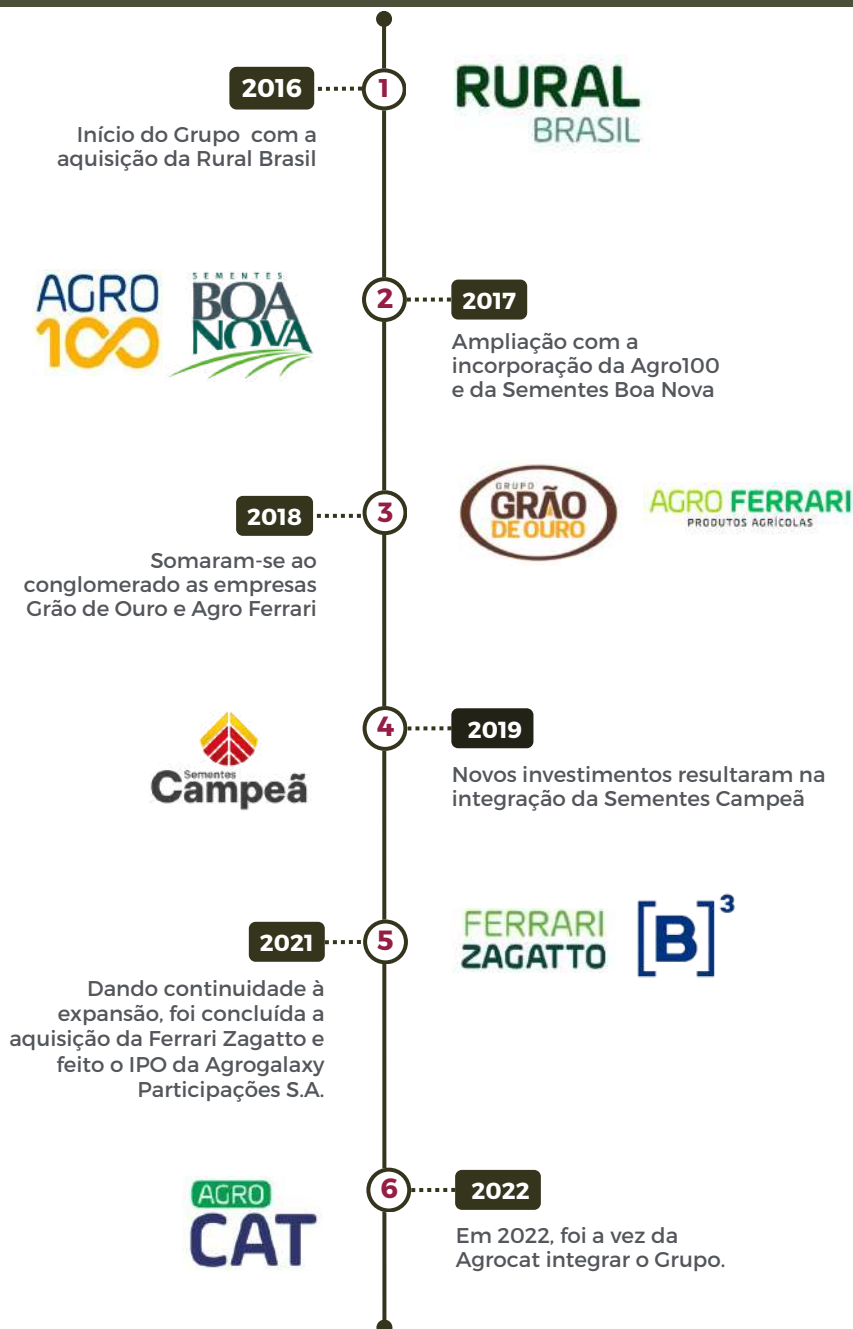 2016
1
RURAL
BRASIL
Início do Grupo com a
aquisição da Rural Brasil
AGRO
100
SEMENTES
BOA
NOVA
2
2017
Ampliação com a
incorporação da Agro100
e da Sementes Boa Nova
2018
3
GRUPO
GRÃO
DE OURO
AGRO FERRARI
PRODUTOS AGRÍCOLAS
Somaram-se ao
conglomerado as empresas
Grão de Ouro e Agro Ferrari
Sementes
Campeã
4
2019
Novos investimentos resultaram na
integração da Sementes Campeã
2021
5
FERRARI
ZAGATTO
[B]³
Dando continuidade à
expansão, foi concluída a
aquisição da Ferrari Zagatto e
feito o IPO da Agrogalaxy
Participações S.A.
AGRO
CAT
6
2022
Em 2022, foi a vez da
Agrocat integrar o Grupo.